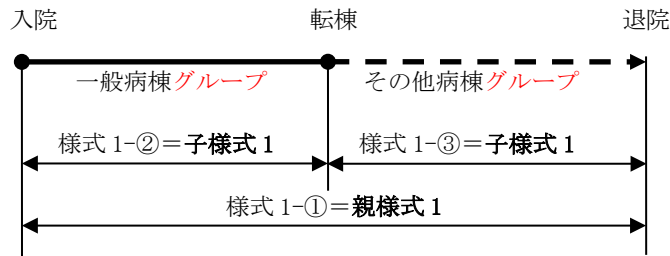 入院 転棟 退院
一般病棟グループ その他病棟グループ
様式 1-②＝子様式 1 様式 1-③＝子様式 1
様式 1-①＝親様式 1